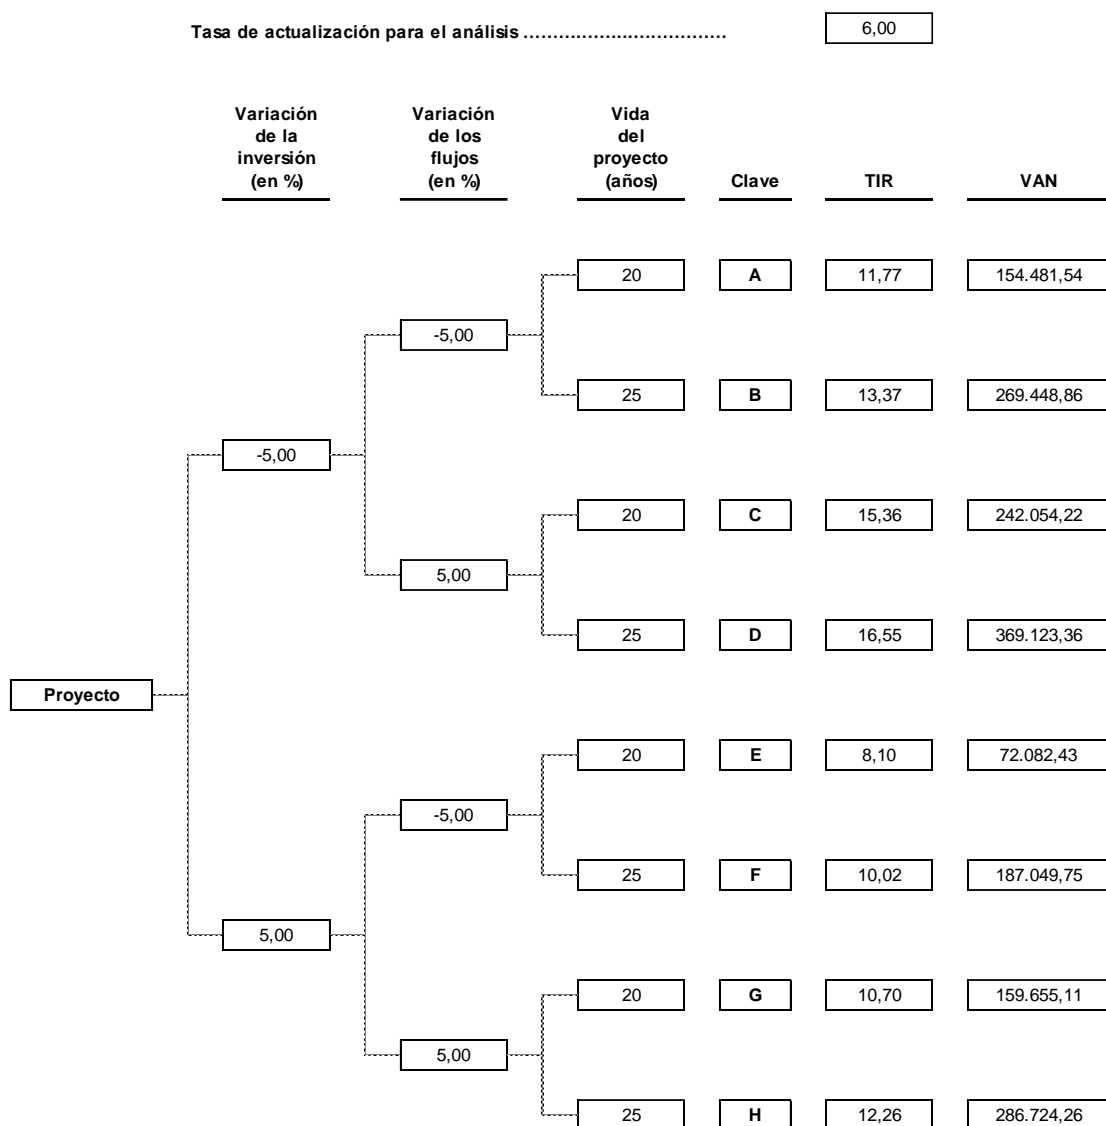 Tasa de actualización para el análisis ................................... 6,00
Variación Variación Vida
de la de los del
inversión flujos proyecto
(en %) (en %) (años) Clave TIR VAN
20 A 11,77 154.481,54
-5,00
25 B 13,37 269.448,86
-5,00
20 C 15,36 242.054,22
5,00
25 D 16,55 369.123,36
Proyecto
20 E 8,10 72.082,43
-5,00
25 F 10,02 187.049,75
5,00
20 G 10,70 159.655,11
5,00
25 H 12,26 286.724,26